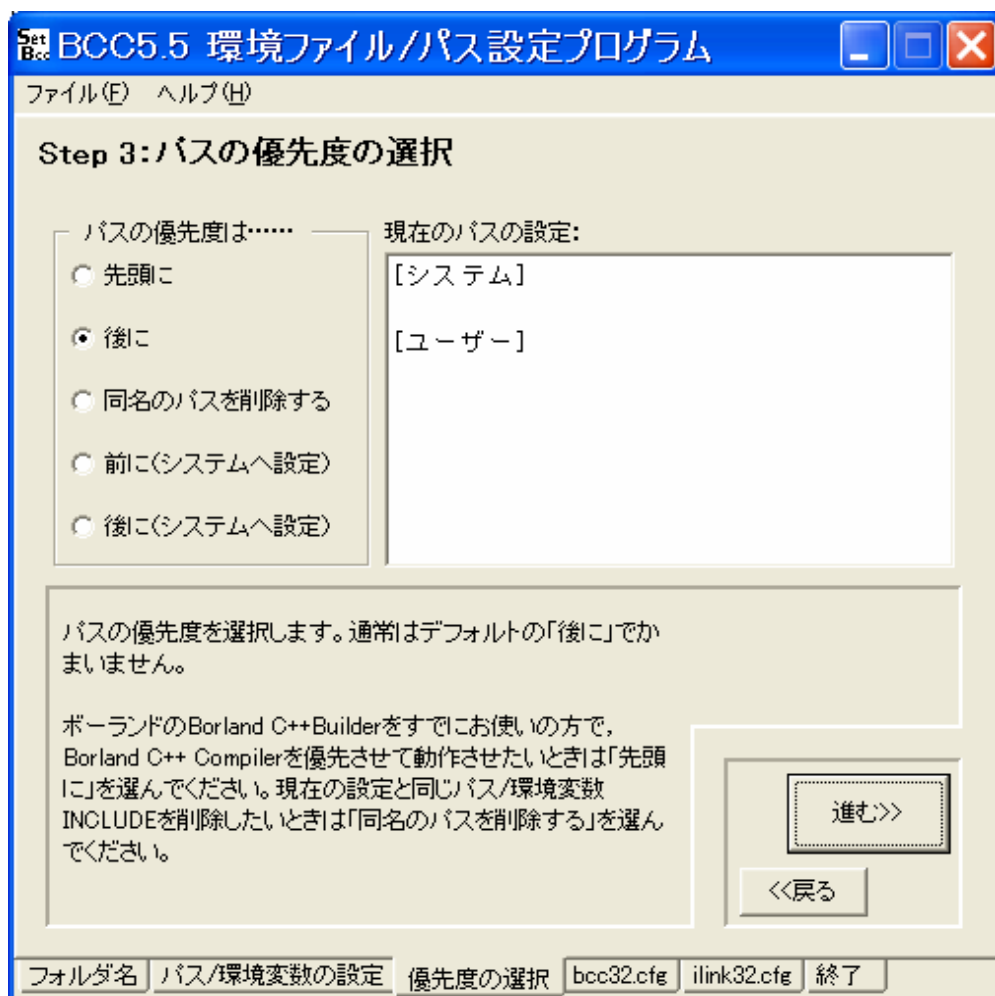 Set Bcc
BCC5.5 環境ファイル/パス設定プログラム
ファイル(F) ヘルプ(H)
Step 3:パスの優先度の選択
パスの優先度は……
先頭に
後に
同名のパスを削除する
前に(システムへ設定)
後に(システムへ設定)
現在のパスの設定:
[システム]
[ユーザー]
パスの優先度を選択します。通常はデフォルトの「後に」でか
まいません。
ボーランドのBorland C++Builderをすでにお使いの方で,
Borland C++ Compilerを優先させて動作させたいときは「先頭
に」を選んでください。現在の設定と同じパス/環境変数
INCLUDEを削除したいときは「同名のパスを削除する」を選ん
でください。
進む>>
<<戻る
フォルダ名 パス/環境変数の設定 優先度の選択 bcc32.cfg ilink32.cfg 終了